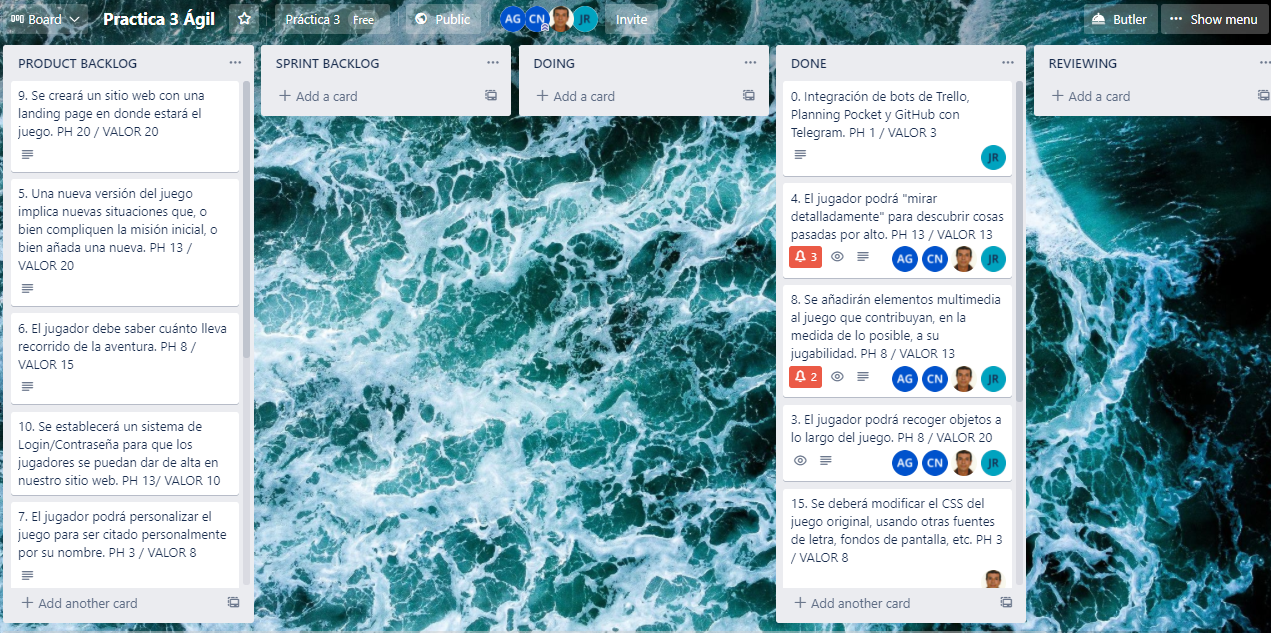 Board
Practica 3 Ágil
Práctica 3 Free
Public
AG CN JR
Invite
Butler
Show menu
PRODUCT BACKLOG
9. Se creará un sitio web con una
landing page en donde estará el
juego. PH 20 / VALOR 20
5. Una nueva versión del juego
implica nuevas situaciones que, o
bien compliquen la misión inicial, o
bien añada una nueva. PH 13 /
VALOR 20
6. El jugador debe saber cuánto lleva
recorrido de la aventura. PH 8 /
VALOR 15
10. Se establecerá un sistema de
Login/Contraseña para que los
jugadores se puedan dar de alta en
nuestro sitio web. PH 13/ VALOR 10
7. El jugador podrá personalizar el
juego para ser citado personalmente
por su nombre. PH 3 / VALOR 8
Add another card
SPRINT BACKLOG
Add a card
DOING
Add a card
DONE
0. Integración de bots de Trello,
Planning Pocket y GitHub con
Telegram. PH 1 / VALOR 3
JR
4. El jugador podrá "mirar
detalladamente" para descubrir cosas
pasadas por alto. PH 13 / VALOR 13
3 AG CN JR
8. Se añadirán elementos multimedia
al juego que contribuyan, en la
medida de lo posible, a su
jugabilidad. PH 8 / VALOR 13
2 AG CN JR
3. El jugador podrá recoger objetos a
lo largo del juego. PH 8 / VALOR 20
AG CN JR
15. Se deberá modificar el CSS del
juego original, usando otras fuentes
de letra, fondos de pantalla, etc. PH 3
/ VALOR 8
Add another card
REVIEWING
Add a card